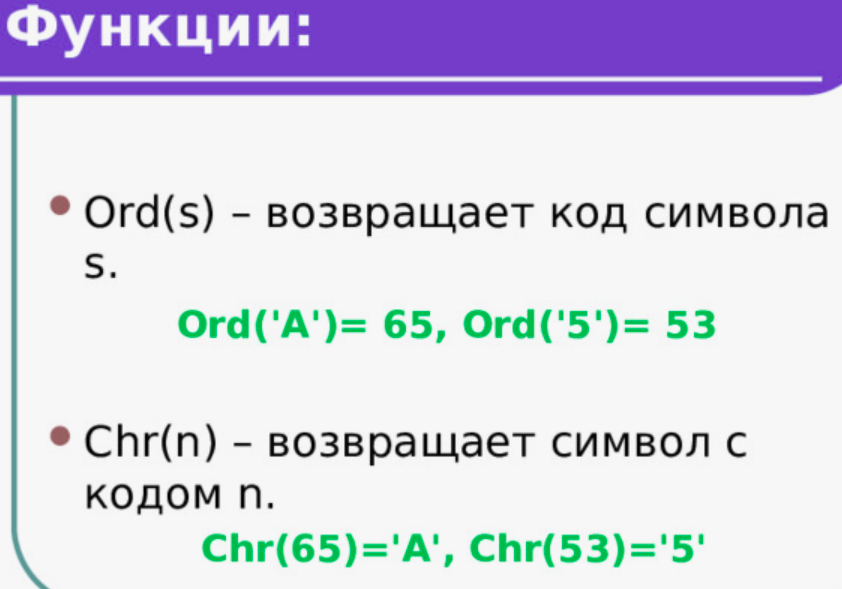 Функции:
Ord(s) – возвращает код символа
s.
Ord('A')= 65, Ord('5')= 53
Chr(n) – возвращает символ с
кодом n.
Chr(65)='A', Chr(53)='5'